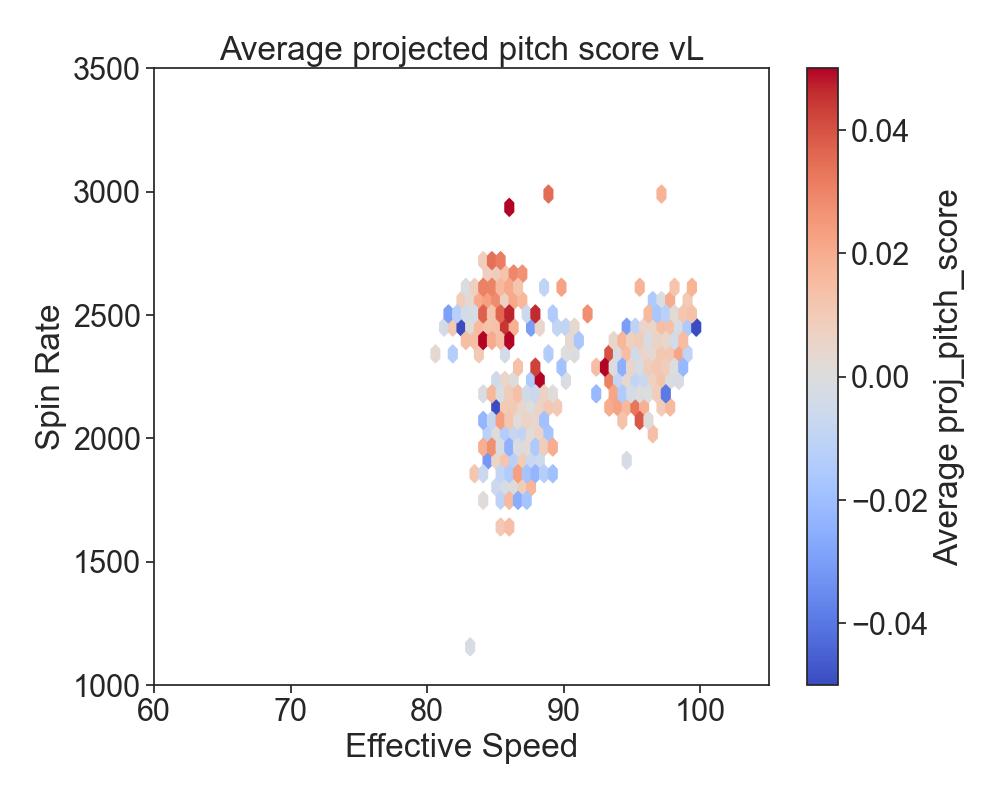 Average projected pitch score vL
3500
3000
2500
2000
1500
1000
Spin Rate
60 70 80 90 100
Effective Speed
0.04
0.02
0.00
−0.02
−0.04
Average proj_pitch_score